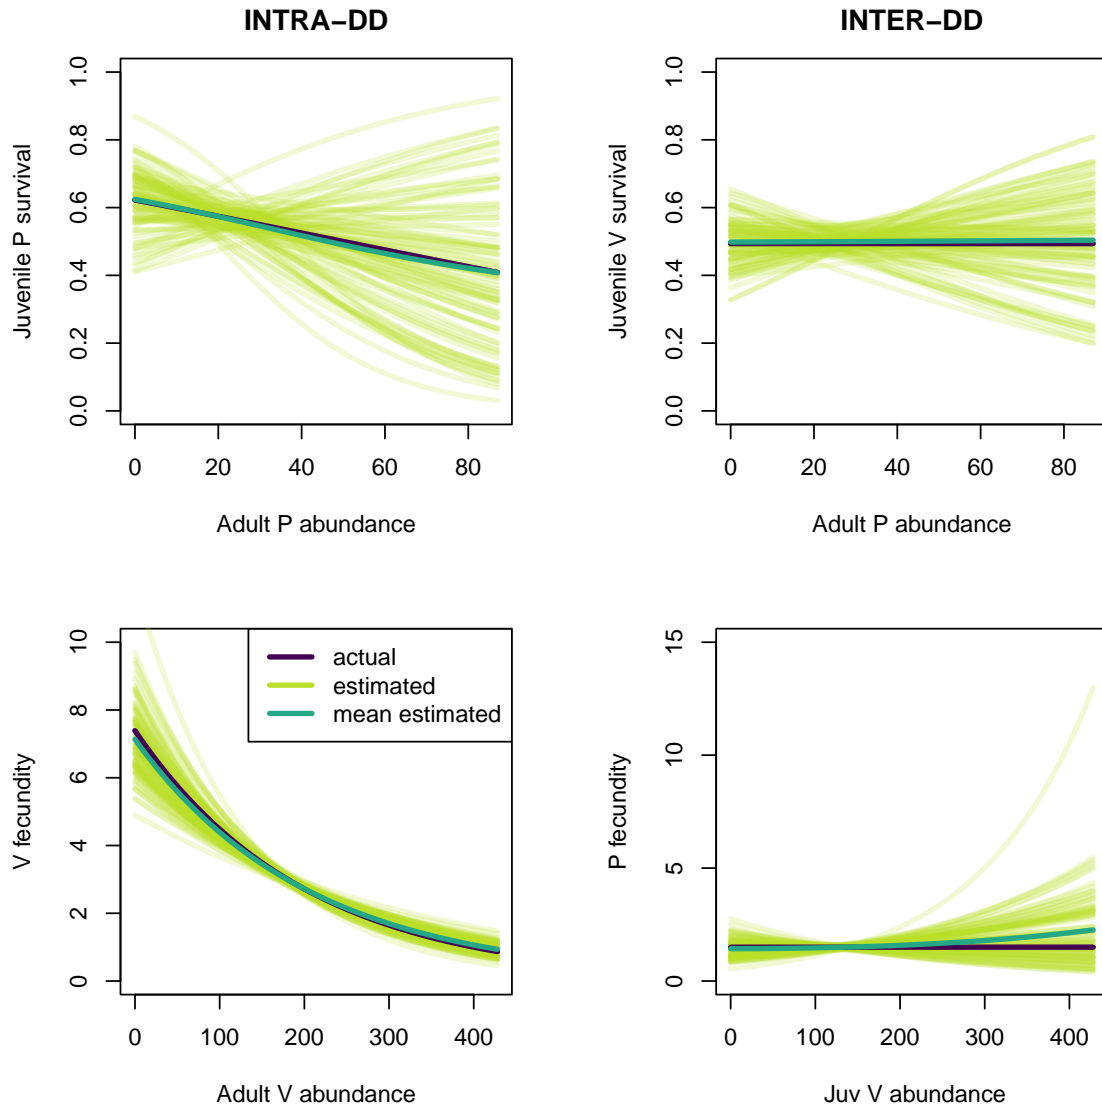 INTRA−DD
Juvenile P survival
1.0
0.8
0.6
0.4
0.2
0.0
0 20 40 60 80
Adult P abundance
INTER−DD
Juvenile V survival
1.0
0.8
0.6
0.4
0.2
0.0
0 20 40 60 80
Adult P abundance
V fecundity
10
8
6
4
2
0
actual
estimated
mean estimated
0 100 200 300 400
Adult V abundance
P fecundity
15
10
5
0
0 100 200 300 400
Juv V abundance